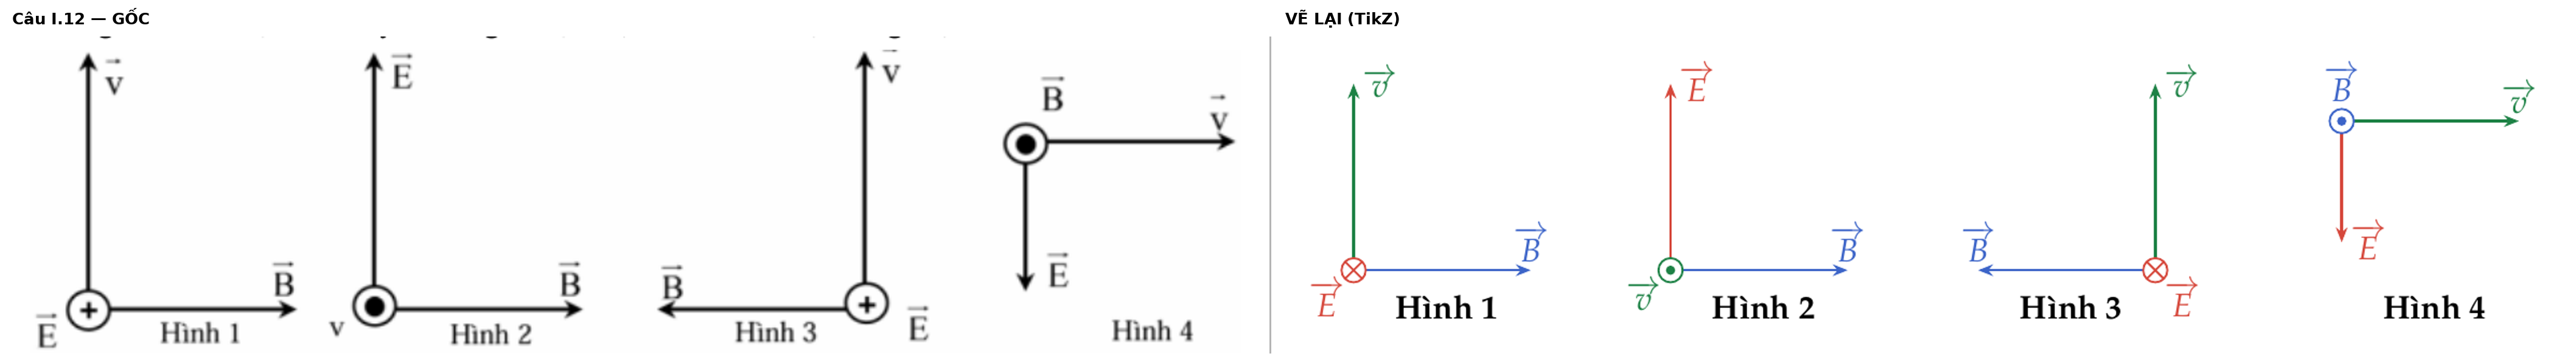 Câu I.12 — GỐC
v
E
v
B
v
E
B
E
Hình 1
B
v
Hình 2
B
Hình 3
E
Hình 4
VẼ LẠI (TikZ)
v
E
v
B
v
B
E
Hình 1
B
v
Hình 2
B
Hình 3
E
E
Hình 4